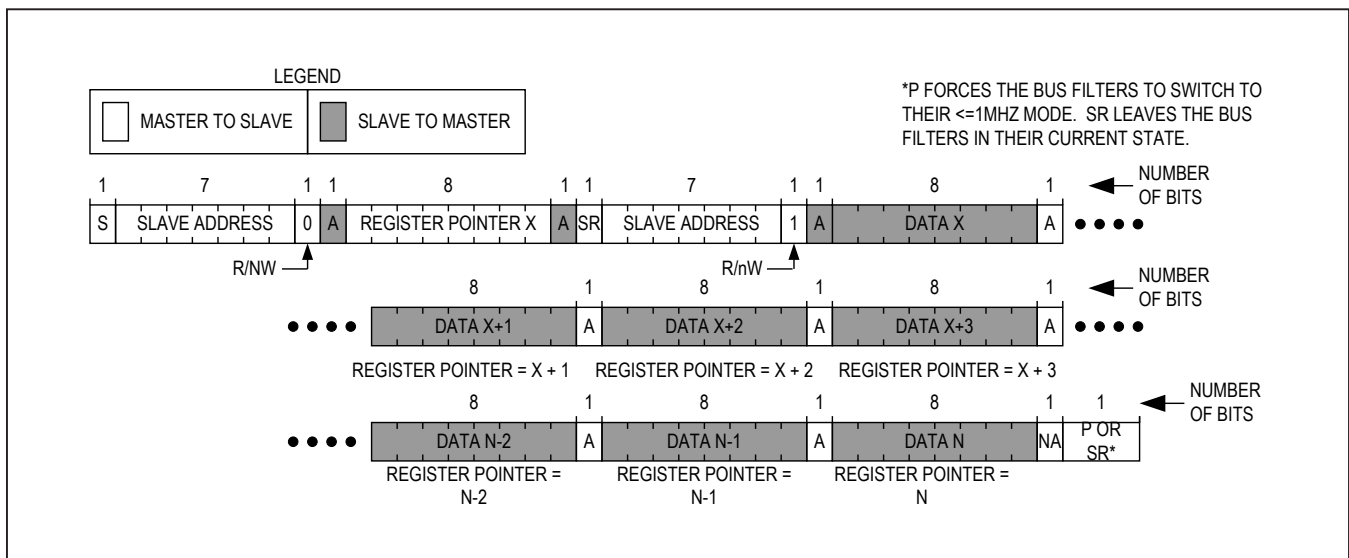 LEGEND
MASTER TO SLAVE SLAVE TO MASTER
*P FORCES THE BUS FILTERS TO SWITCH TO
THEIR <=1MHZ MODE. SR LEAVES THE BUS
FILTERS IN THEIR CURRENT STATE.
1 7 1 1 8 1 1 7 1 1 8 1 NUMBER
OF BITS
S SLAVE ADDRESS 0 A REGISTER POINTER X A SR SLAVE ADDRESS 1 A DATA X A
R/NW R/nW
8 1 8 1 8 1 NUMBER
OF BITS
DATA X+1 A DATA X+2 A DATA X+3 A
REGISTER POINTER = X + 1 REGISTER POINTER = X + 2 REGISTER POINTER = X + 3
8 1 8 1 8 1 1 NUMBER
OF BITS
DATA N-2 A DATA N-1 A DATA N NA P OR
SR*
REGISTER POINTER = REGISTER POINTER = REGISTER POINTER =
N-2 N-1 N